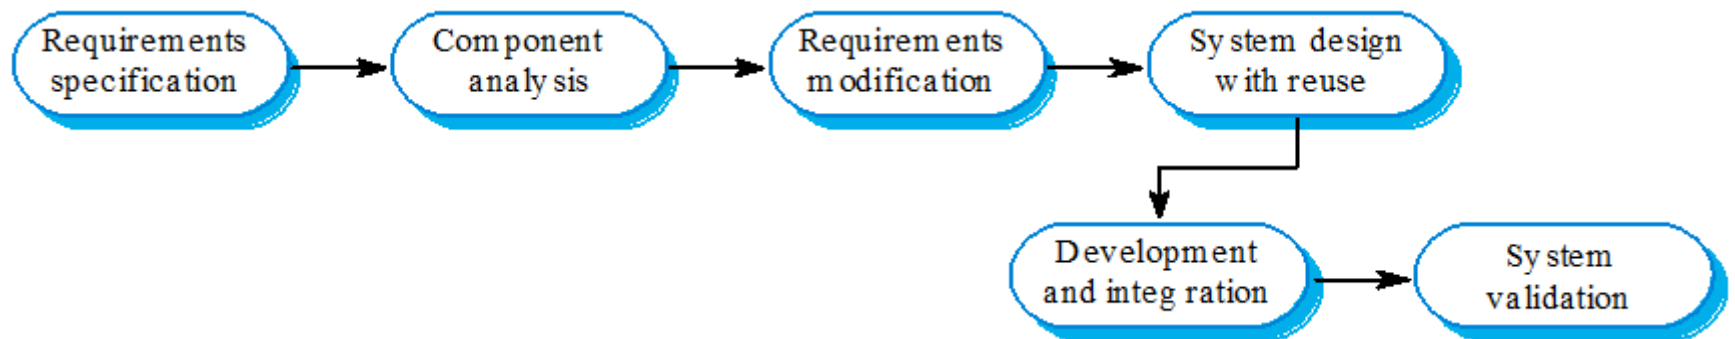 Requirements
specification
Component
analysis
Requirements
modification
System design
with reuse
Development
and integration
System
validation